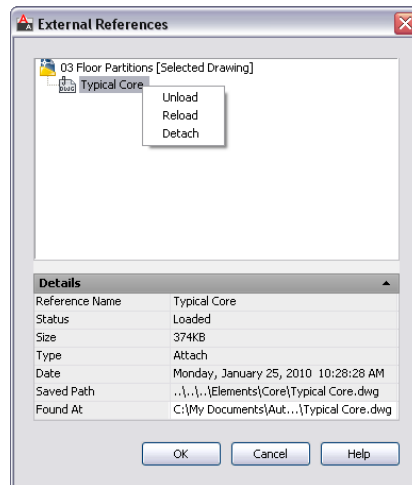 External References
03 Floor Partitions [Selected Drawing]
Typical Core
Unload
Reload
Detach
Details
Reference Name Typical Core
Status Loaded
Size 374KB
Type Attach
Date Monday, January 25, 2010 10:28:28 AM
Saved Path ..\..\..\Elements\Core\Typical Core.dwg
Found At C:\My Documents\Aut...\Typical Core.dwg
OK Cancel Help